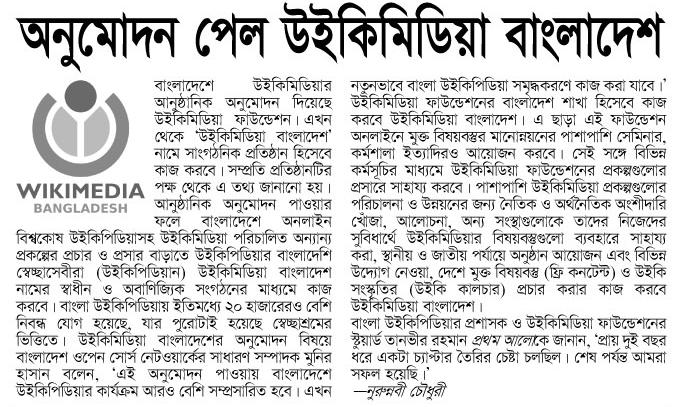 অনুমোদন পেল উইকিমিডিয়া বাংলাদেশ
WIKIMEDIA
BANGLADESH
বাংলাদেশে উইকিমিডিয়ার
আনুষ্ঠানিক অনুমোদন দিয়েছে
উইকিমিডিয়া ফাউন্ডেশন। এখন
থেকে ‘উইকিমিডিয়া বাংলাদেশ’
নামে সাংগঠনিক প্রতিষ্ঠান হিসেবে
কাজ করবে। সম্প্রতি প্রতিষ্ঠানটির
পক্ষ থেকে এ তথ্য জানানো হয়।
আনুষ্ঠানিক অনুমোদন পাওয়ার
ফলে বাংলাদেশে অনলাইন
বিশ্বকোষ উইকিপিডিয়াসহ উইকিমিডিয়া পরিচালিত অন্যান্য
প্রকল্পের প্রচার ও প্রসার বাড়াতে উইকিপিডিয়ার বাংলাদেশি
স্বেচ্ছাসেবীরা (উইকিপিডিয়ান) উইকিমিডিয়া বাংলাদেশ
নামের স্বাধীন ও অবাণিজ্যিক সংগঠনের মাধ্যমে কাজ
করবে। বাংলা উইকিপিডিয়ায় ইতিমধ্যে ২০ হাজারেরও বেশি
নিবন্ধ যোগ হয়েছে, যার পুরোটাই হয়েছে স্বেচ্ছাশ্রমের
ভিত্তিতে। উইকিমিডিয়া বাংলাদেশের অনুমোদন বিষয়ে
বাংলাদেশ ওপেন সোর্স নেটওয়ার্কের সাধারণ সম্পাদক মুনির
হাসান বলেন, ‘এই অনুমোদন পাওয়ায় বাংলাদেশে
উইকিপিডিয়ার কার্যক্রম আরও বেশি সম্প্রসারিত হবে। এখন
নতুনভাবে বাংলা উইকিপিডিয়া সমৃদ্ধকরণে কাজ করা যাবে।’
উইকিমিডিয়া ফাউন্ডেশনের বাংলাদেশ শাখা হিসেবে কাজ
করবে উইকিমিডিয়া বাংলাদেশ। এ ছাড়া এই ফাউন্ডেশন
অনলাইনে মুক্ত বিষয়বস্তুর মানোন্নয়নের পাশাপাশি সেমিনার,
কর্মশালা ইত্যাদিরও আয়োজন করবে। সেই সঙ্গে বিভিন্ন
কর্মসূচির মাধ্যমে উইকিমিডিয়া ফাউন্ডেশনের প্রকল্পগুলোর
প্রসারে সাহায্য করবে। পাশাপাশি উইকিমিডিয়া প্রকল্পগুলোর
পরিচালনা ও উন্নয়নের জন্য নৈতিক ও অর্থনৈতিক অংশীদারি
খোঁজা, আলোচনা, অন্য সংস্থাগুলোকে তাদের নিজেদের
সুবিধার্থে উইকিমিডিয়ার বিষয়বস্তুগুলো ব্যবহারে সাহায্য
করা, স্থানীয় ও জাতীয় পর্যায়ে অনুষ্ঠান আয়োজন এবং বিভিন্ন
উদ্যোগ নেওয়া, দেশে মুক্ত বিষয়বস্তু (ফ্রি কনটেন্ট) ও উইকি
সংস্কৃতির (উইকি কালচার) প্রচার করার কাজ করবে
উইকিমিডিয়া বাংলাদেশ।
বাংলা উইকিপিডিয়ার প্রশাসক ও উইকিমিডিয়া ফাউন্ডেশনের
স্টুয়ার্ড তানভীর রহমান প্রথম আলোকে জানান, ‘প্রায় দুই বছর
ধরে একটা চ্যাপ্টার তৈরির চেষ্টা চলছিল। শেষ পর্যন্ত আমরা
সফল হয়েছি।’
—নুরুন্নবী চৌধুরী